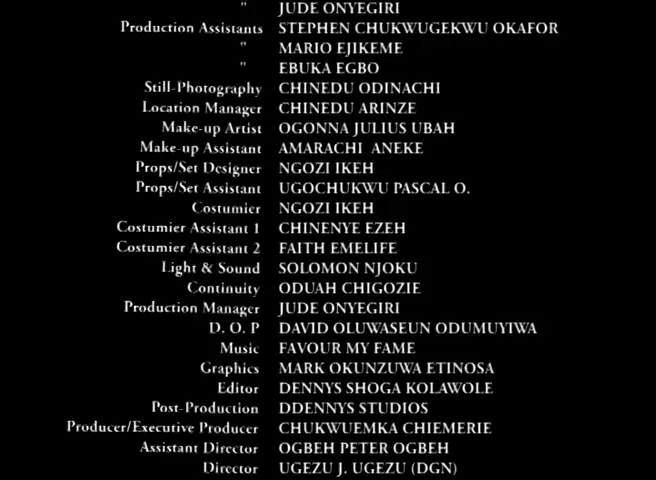 " JUDE ONYEGIRI
Production Assistants STEPHEN CHUKWUGEKWU OKAFOR
" MARIO EJIKEME
" EBUKA EGBO
Still-Photography CHINEDU ODINACHI
Location Manager CHINEDU ARINZE
Make-up Artist OGONNA JULIUS UBAH
Make-up Assistant AMARACHI ANEKE
Props/Set Designer NGOZI IKEH
Props/Set Assistant UGOCHUKWU PASCAL O.
Costumier NGOZI IKEH
Costumier Assistant 1 CHINENYE EZEH
Costumier Assistant 2 FAITH EMELIFE
Light & Sound SOLOMON NJOKU
Continuity ODUAH CHIGOZIE
Production Manager JUDE ONYEGIRI
D. O. P DAVID OLUWASEUN ODUMUYIWA
Music FAVOUR MY FAME
Graphics MARK OKUNZUWA ETINOSA
Editor DENNYS SHOGA KOLAWOLE
Post-Production DDENNYS STUDIOS
Producer/Executive Producer CHUKWUEMKA CHIEMERIE
Assistant Director OGBEH PETER OGBEH
Director UGEZU J. UGEZU (DGN)